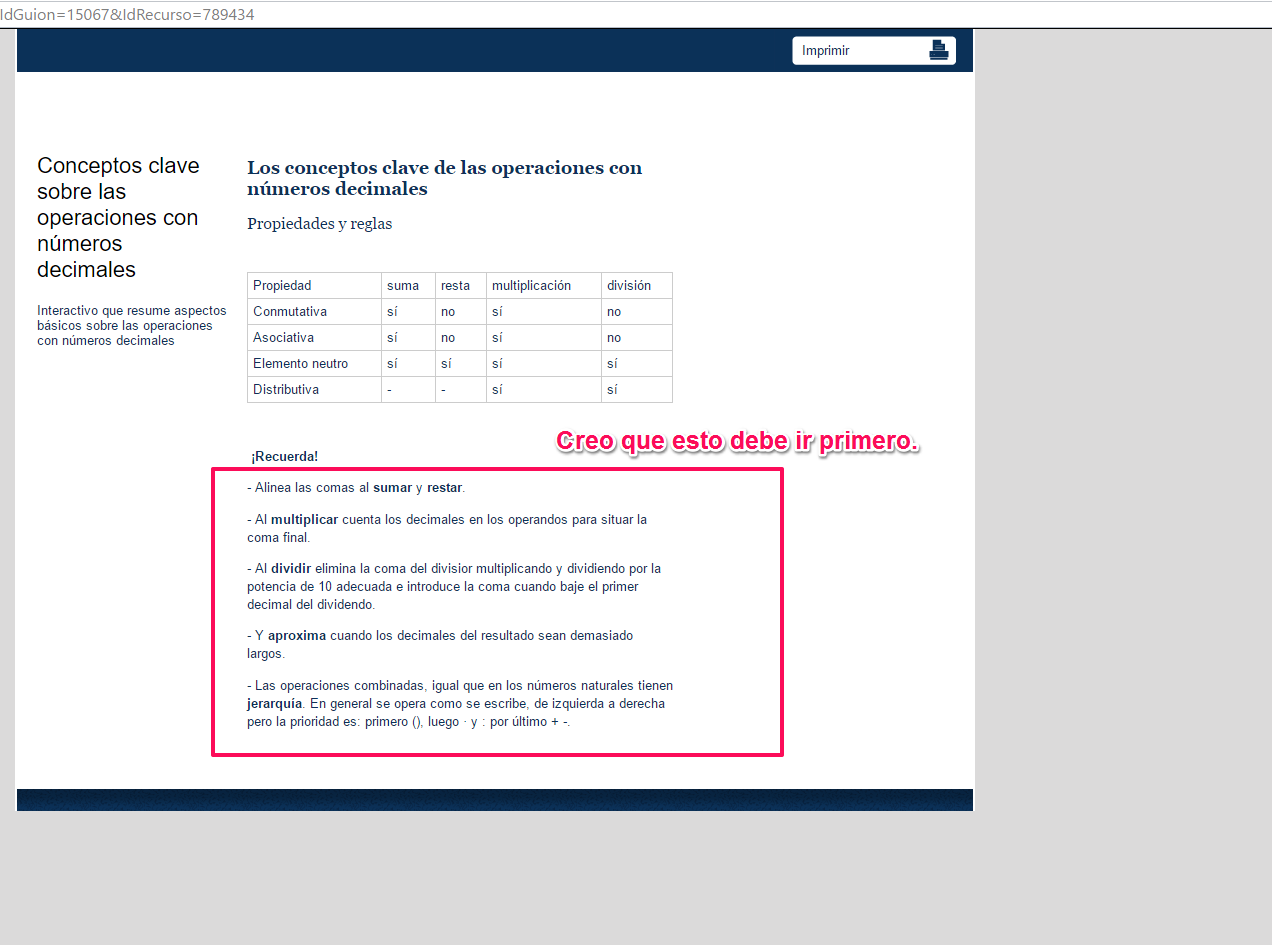 IdGuion=15067&IdRecurso=789434
Imprimir
Conceptos clave
sobre las
operaciones con
números
decimales
Interactivo que resume aspectos
básicos sobre las operaciones
con números decimales
Los conceptos clave de las operaciones con
números decimales
Propiedades y reglas
Propiedad suma resta multiplicación división
Conmutativa sí no sí no
Asociativa sí no sí no
Elemento neutro sí sí sí sí
Distributiva - - sí sí
Creo que esto debe ir primero.
¡Recuerda!
- Alinea las comas al sumar y restar.
- Al multiplicar cuenta los decimales en los operandos para situar la
coma final.
- Al dividir elimina la coma del divisior multiplicando y dividiendo por la
potencia de 10 adecuada e introduce la coma cuando baje el primer
decimal del dividendo.
- Y aproxima cuando los decimales del resultado sean demasiado
largos.
- Las operaciones combinadas, igual que en los números naturales tienen
jerarquía. En general se opera como se escribe, de izquierda a derecha
pero la prioridad es: primero (), luego · y : por último + -.